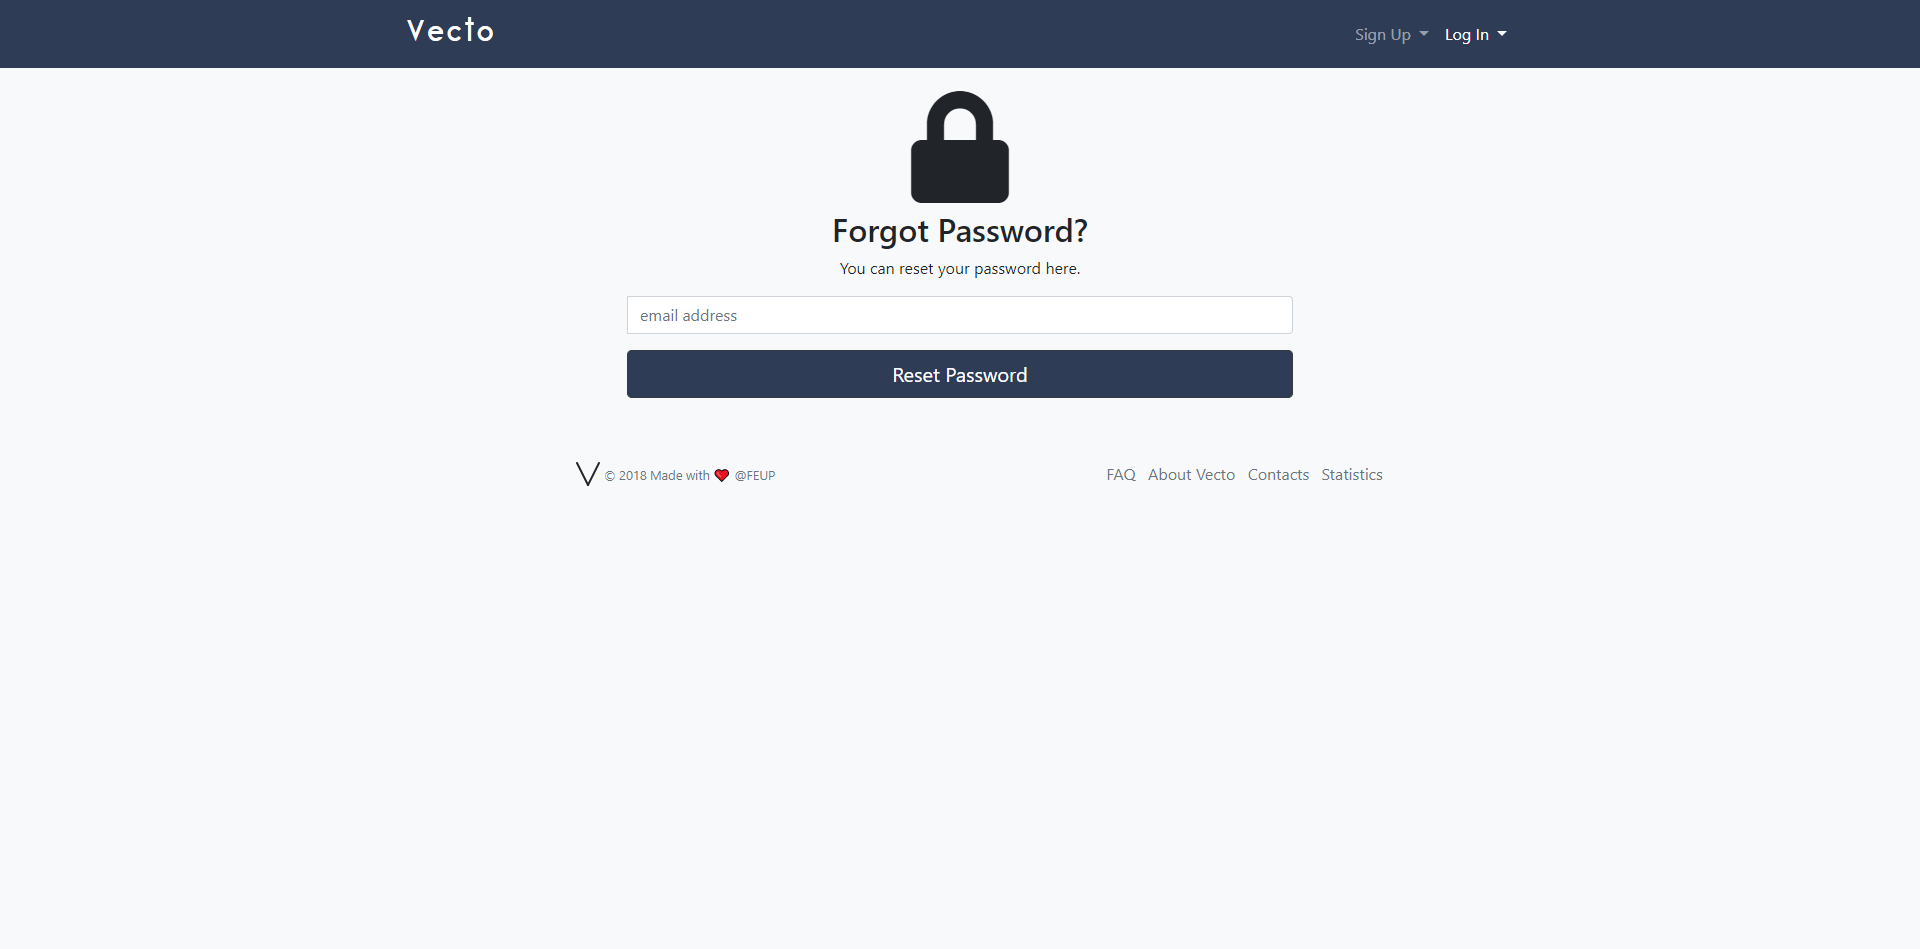 Vecto
Sign Up
Log In
Forgot Password?
You can reset your password here.
email address
Reset Password
V © 2018 Made with ❤ @FEUP
FAQ About Vecto Contacts Statistics